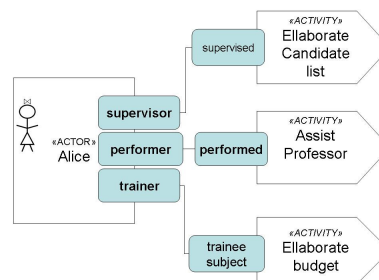 «ACTIVITY»
Ellaborate
Candidate
list
supervised
supervisor
«ACTOR»
Alice
performer
performed
«ACTIVITY»
Assist
Professor
trainer
trainee
subject
«ACTIVITY»
Ellaborate
budget